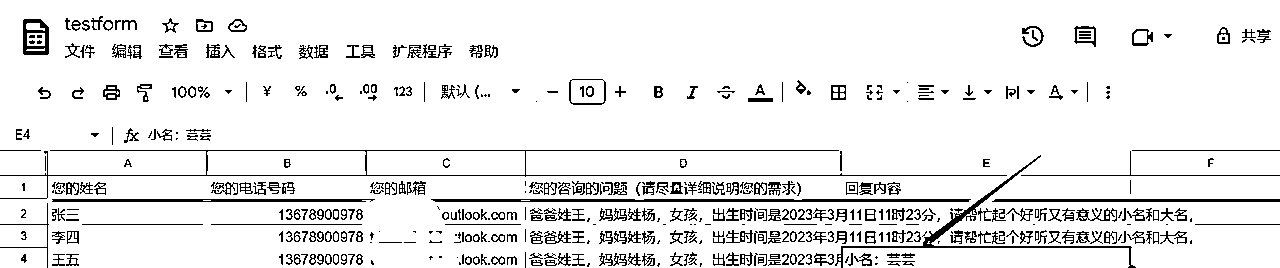 testform
文件 编辑 查看 插入 格式 数据 工具 扩展程序 帮助
共享
100% ¥ % .0 .00 123 默认 (... 10 B I S A A
E4 fx 小名：芸芸
A B C D E F
1 您的姓名 您的电话号码 您的邮箱 您的咨询的问题（请尽量详细说明您的需求） 回复内容
2 张三 13678900978 outlook.com 爸爸姓王，妈妈姓杨，女孩，出生时间是2023年3月11日11时23分，请帮忙起个好听又有意义的小名和大名，
3 李四 13678900978 tlook.com 爸爸姓王，妈妈姓杨，女孩，出生时间是2023年3月11日11时23分，请帮忙起个好听又有意义的小名和大名，
4 王五 13678900978 look.com 爸爸姓王，妈妈姓杨，女孩，出生时间是2023年3月 小名：芸芸